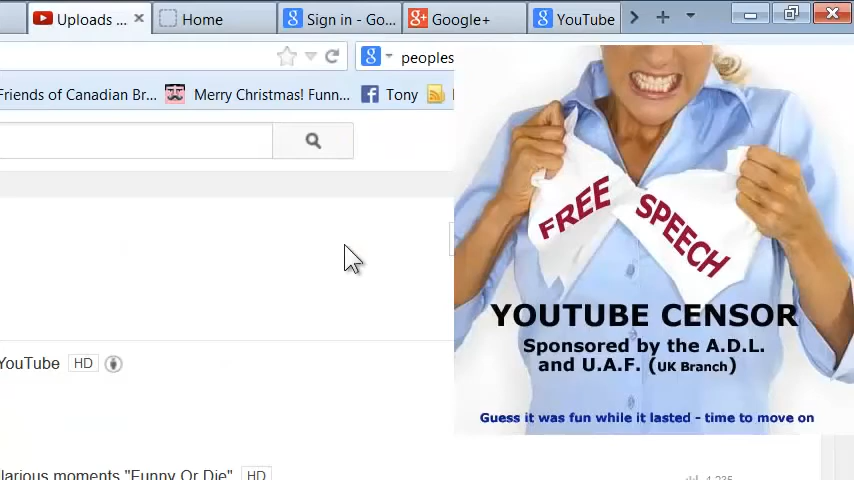 Uploads ... Home Sign in - Go... Google+ YouTube
peoples
Friends of Canadian Br... Merry Christmas! Funn... Tony
FREE
SPEECH
YOUTUBE CENSOR
Sponsored by the A.D.L.
and U.A.F. (UK Branch)
YouTube HD
Guess it was fun while it lasted - time to move on
larious moments "Funny Or Die" HD
4,235